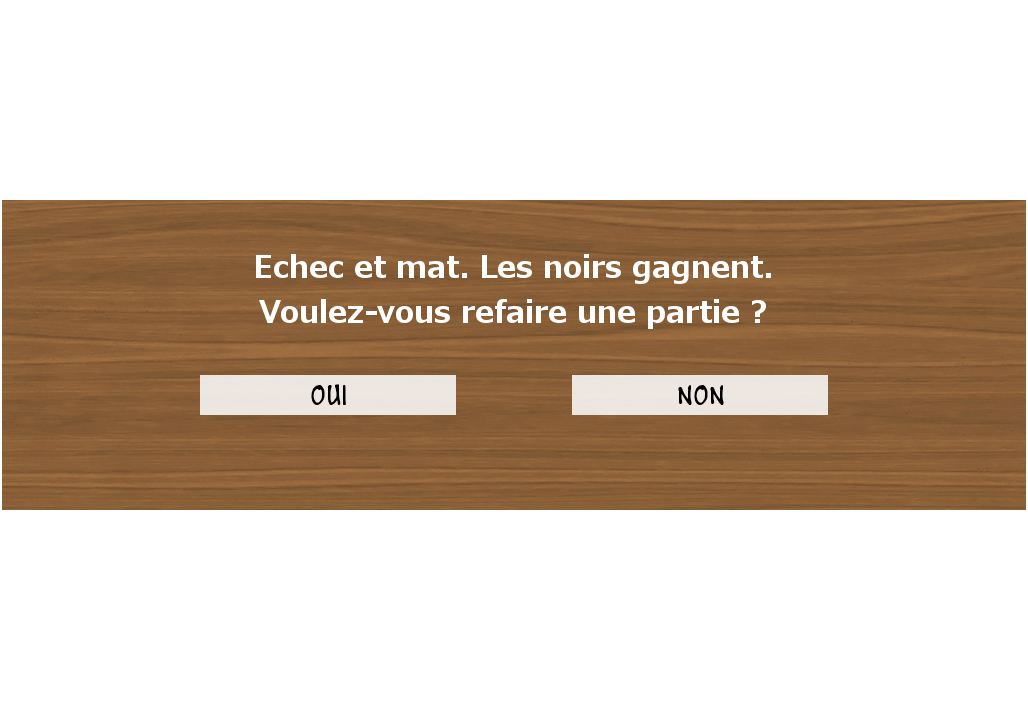 Echec et mat. Les noirs gagnent.
Voulez-vous refaire une partie ?
OUI
NON